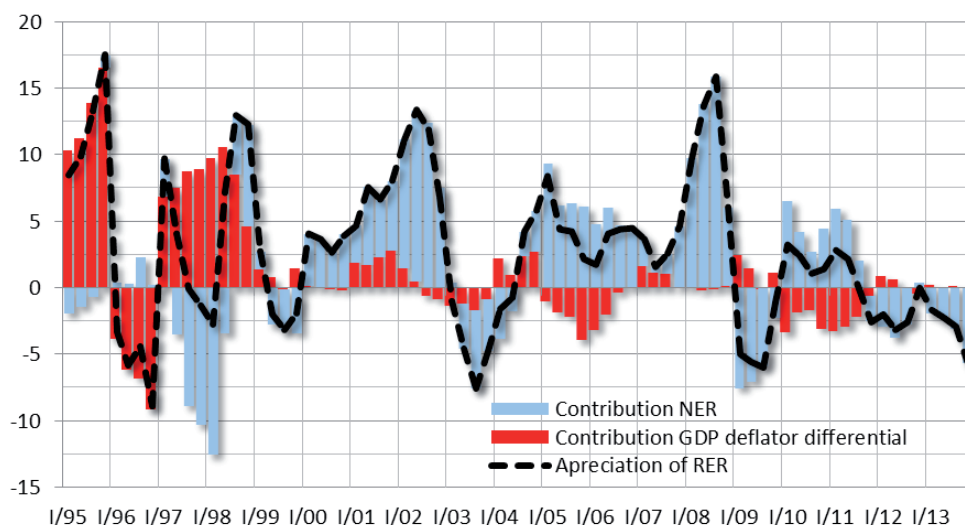 20
15
10
5
0
-5
-10
-15
Contribution NER
Contribution GDP deflator differential
Apreciation of RER
I/95 I/96 I/97 I/98 I/99 I/00 I/01 I/02 I/03 I/04 I/05 I/06 I/07 I/08 I/09 I/10 I/11 I/12 I/13